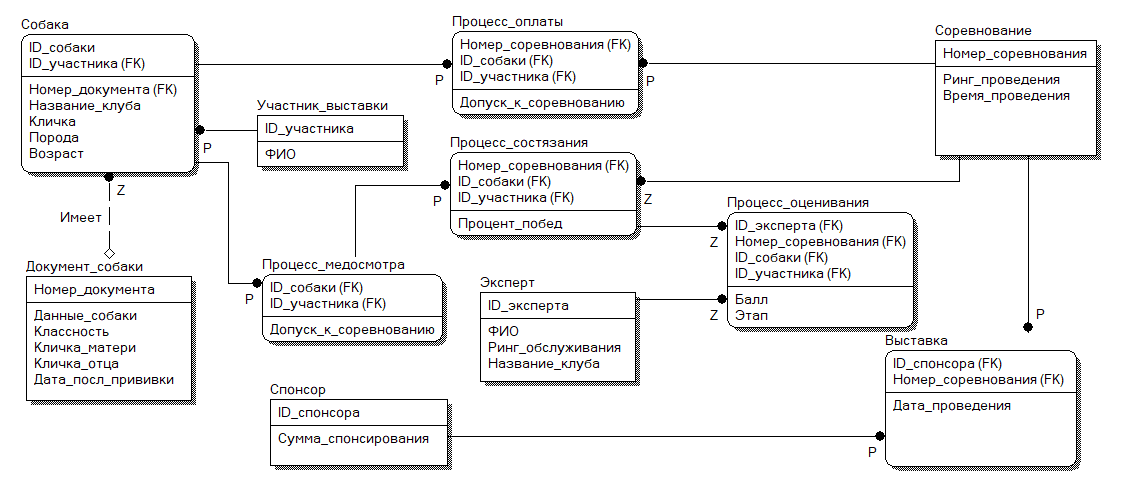 Собака
ID_собаки
ID_участника (FK)
Номер_документа (FK)
Название_клуба
Кличка
Порода
Возраст
Z
Имеет
Документ_собаки
Номер_документа
Данные_собаки
Классность
Кличка_матери
Кличка_отца
Дата_посл_прививки
Участник_выставки
ID_участника
ФИО
P
P
Процесс_медосмотра
ID_собаки (FK)
ID_участника (FK)
Допуск_к_соревнованию
Процесс_оплаты
Номер_соревнования (FK)
ID_собаки (FK)
ID_участника (FK)
Допуск_к_соревнованию
P
P
Процесс_состязания
Номер_соревнования (FK)
ID_собаки (FK)
ID_участника (FK)
Процент_побед
P
Z
Соревнование
Номер_соревнования
Ринг_проведения
Время_проведения
Процесс_оценивания
ID_эксперта (FK)
Номер_соревнования (FK)
ID_собаки (FK)
ID_участника (FK)
Балл
Этап
Z
Z
Эксперт
ID_эксперта
ФИО
Ринг_обслуживания
Название_клуба
Спонсор
ID_спонсора
Сумма_спонсирования
P
P
Выставка
ID_спонсора (FK)
Номер_соревнования (FK)
Дата_проведения